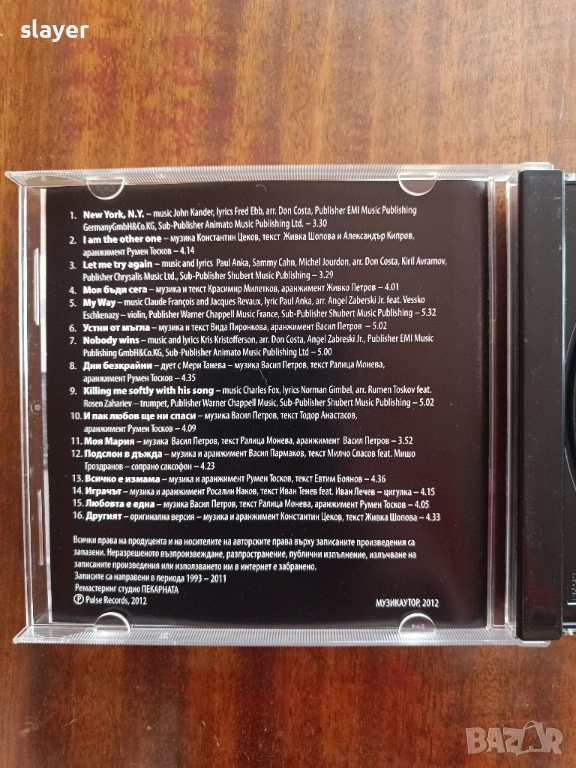 slayer
1. New York, N.Y. – music John Kander, lyrics Fred Ebb, arr. Don Costa, Publisher EMI Music Publishing
GermanyGmbH&Co.KG, Sub-Publisher Animato Music Publishing Ltd. – 3.30
2. I am the other one – музика Константин Цеков, текст Живка Шопова и Александър Кипров,
аранжимент Румен Тосков – 4.14
3. Let me try again – music and lyrics Paul Anka, Sammy Cahn, Michel Jourdon, arr. Don Costa, Kiril Avramov,
Publisher Chrysalis Music Ltd., Sub-Publisher Shubert Music Publishing – 3.29
4. Моя бъди сега – музика и текст Красимир Милетков, аранжимент Живко Петров – 4.01
5. My Way – music Claude François and Jacques Revaux, lyric Paul Anka, arr. Angel Zaberski Jr. feat. Vessko
Eschkenazy – violin, Publisher Warner Chappell Music France, Sub-Publisher Shubert Music Publishing – 5.32
6. Устни от мъгла – музика и текст Вида Пиронкова, аранжимент Васил Петров – 5.02
7. Nobody wins – music and lyrics Kris Kristofferson, arr. Don Costa, Angel Zabreski Jr., Publisher EMI Music
Publishing GmbH&Co.KG, Sub-Publisher Animato Music Publishing Ltd – 5.00
8. Дни безкрайни – дует с Мери Танева – музика Васил Петров, текст Ралица Монева,
аранжимент Румен Тосков – 4.35
9. Killing me softly with his song – music Charles Fox, lyrics Norman Gimbel, arr. Rumen Toskov feat.
Rosen Zahariev – trumpet, Publisher Warner Chappell Music, Sub-Publisher Shubert Music Publishing – 5.02
10. И пак любов ще ни спаси – музика Васил Петров, текст Тодор Анастасов,
аранжимент Румен Тосков – 4.09
11. Моя Мария – музика Васил Петров, текст Ралица Монева, аранжимент Васил Петров – 3.52
12. Подслон в дъжда – музика и аранжимент Васил Пармаков, текст Милчо Спасов feat. Мишо
Гроздранов – сопрано саксофон – 4.23
13. Всичко е измама – музика и аранжимент Румен Тосков, текст Евтим Боянов – 4.36
14. Играчът – музика и аранжимент Росалин Наков, текст Иван Тенев feat. Иван Лечев – цигулка – 4.15
15. Любовта е една – музика Васил Петров, текст Ралица Монева, аранжимент Румен Тосков – 4.05
16. Другият – оригинална версия – музика и аранжимент Константин Цеков, текст Живка Шопова – 4.33
Всички права на продуцента и на носителите на авторските права върху записаните произведения са
запазени. Неразрешеното възпроизвеждане, разпространение, публични изпълнение, излъчване на
записаните произведения или използването им в интернет е забранено.
Записите са направени в периода 1993 – 2011
Ремастеринг студио ПЕКАРНАТА
Ⓟ Pulse Records, 2012
МУЗИКАУТОР, 2012
BAZAR